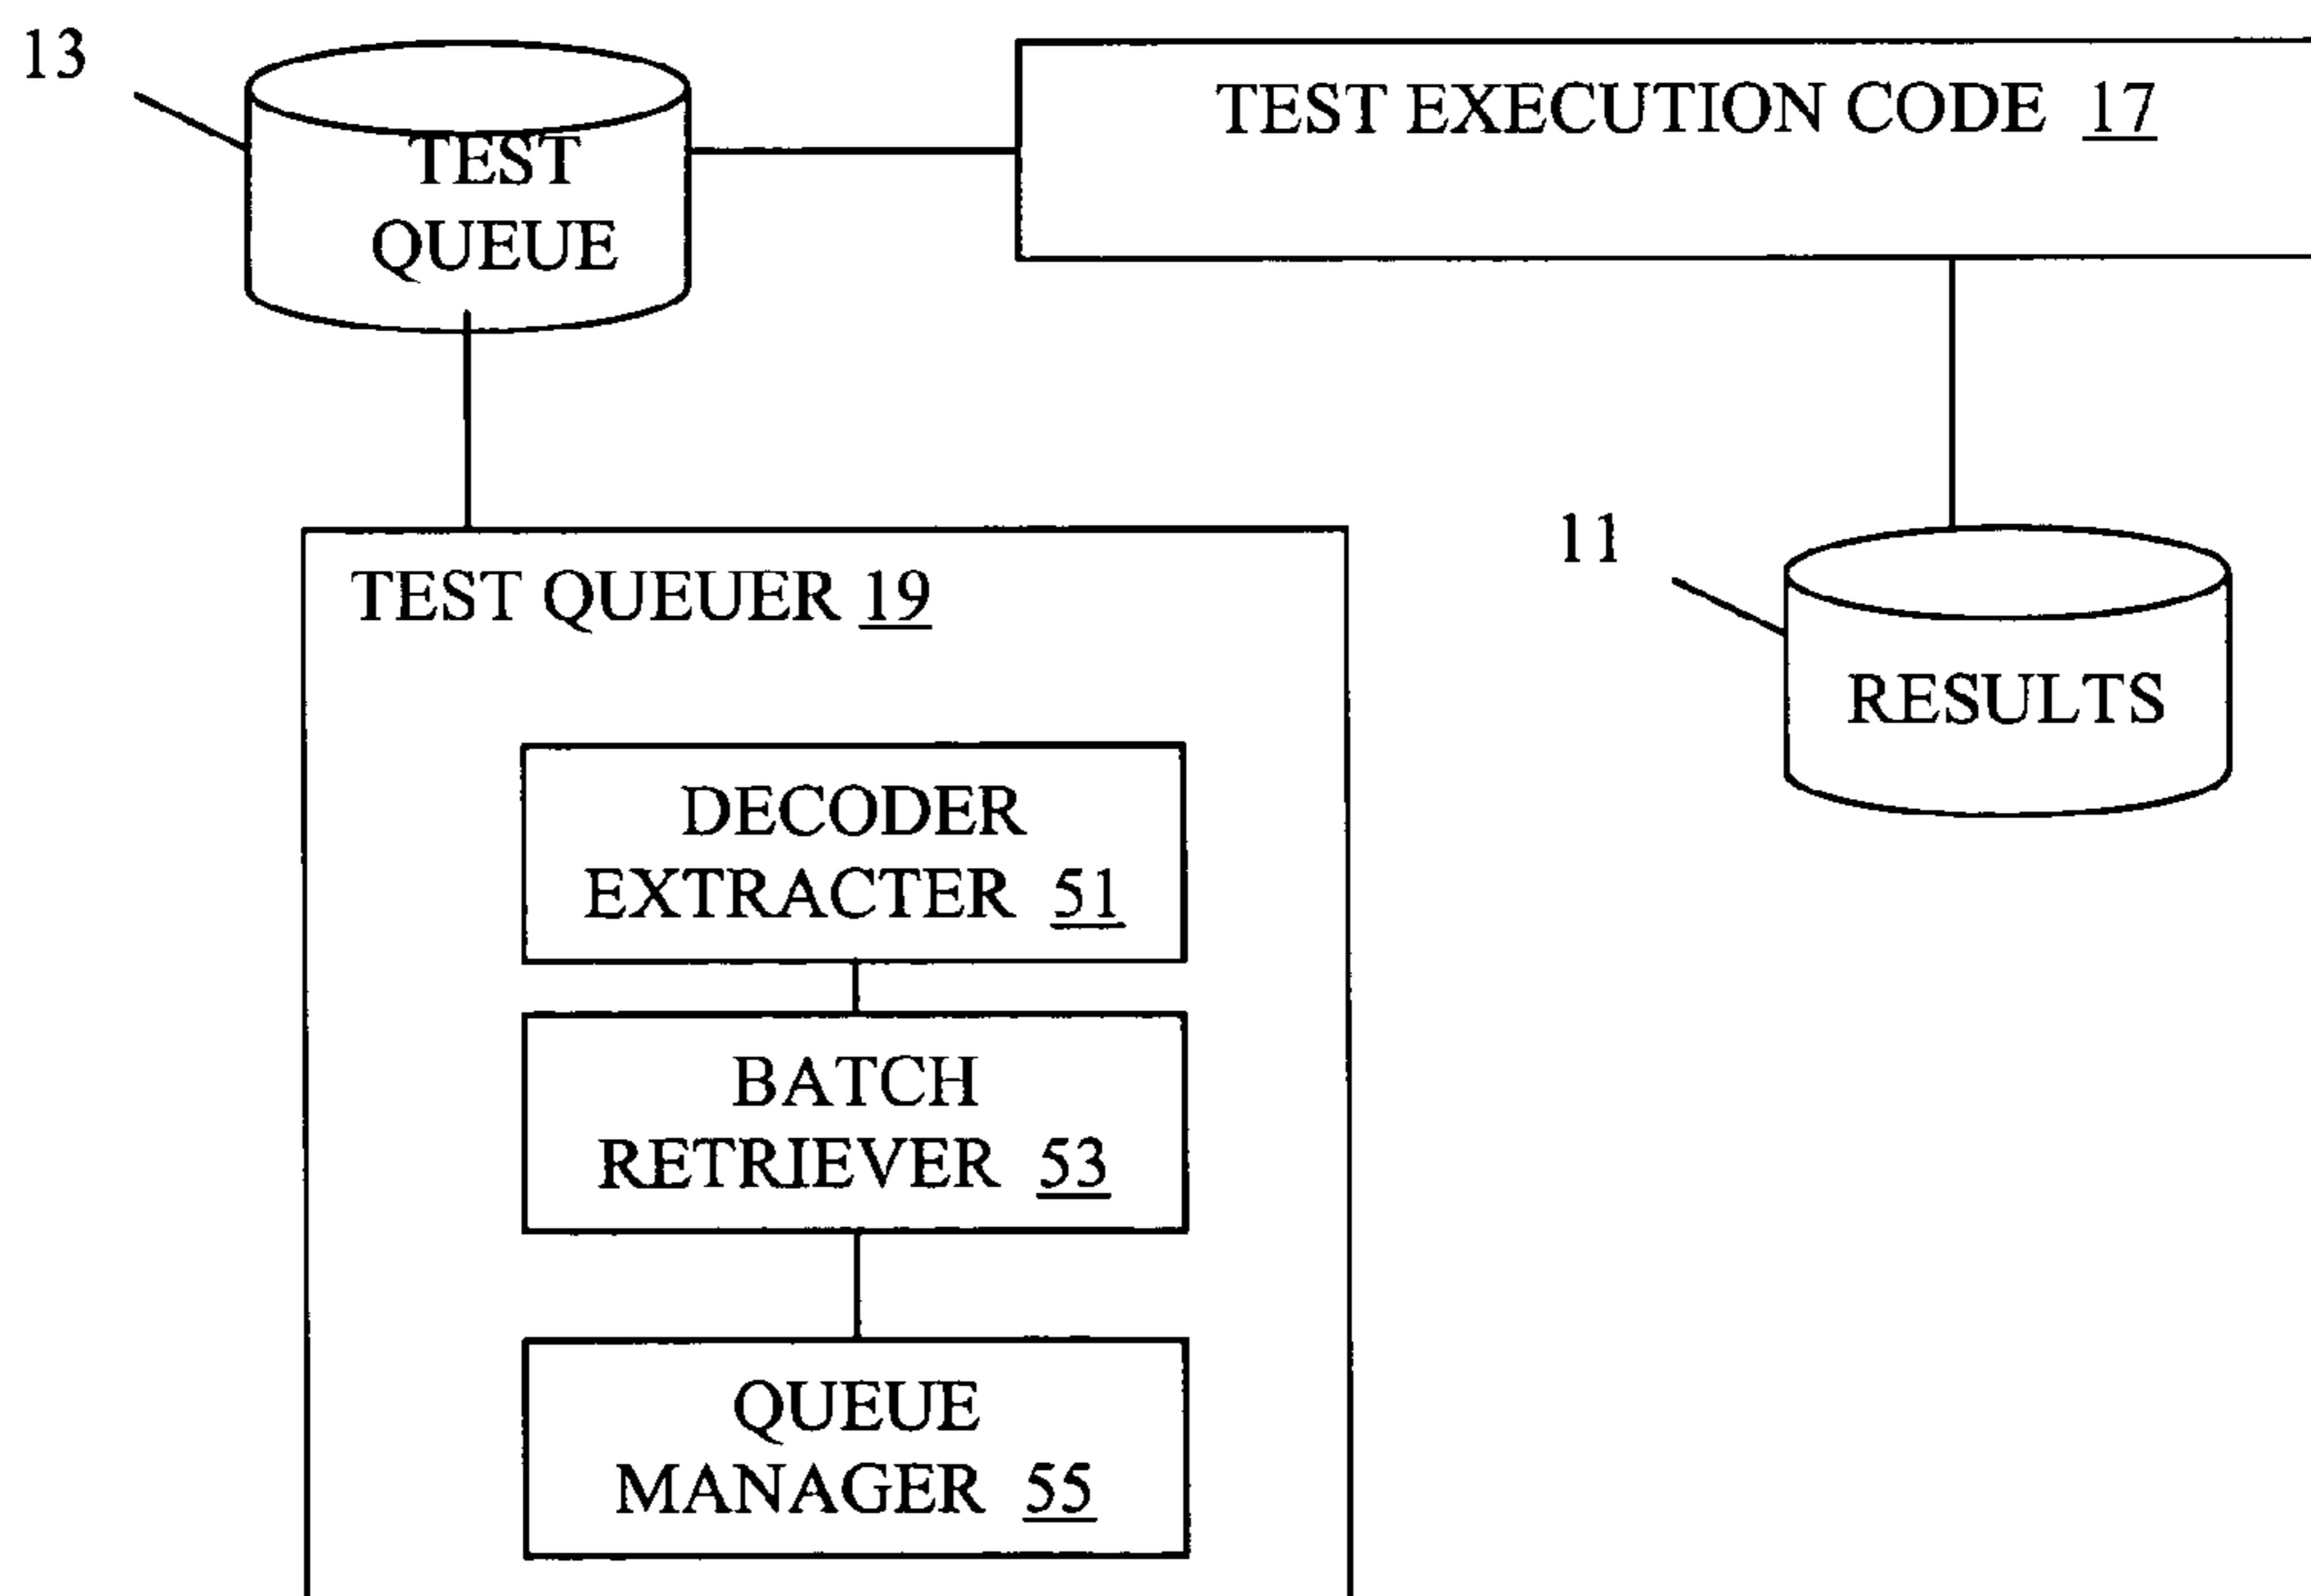 13
TEST
QUEUE
TEST EXECUTION CODE 17
TEST QUEUER 19
11
RESULTS
DECODER
EXTRACTER 51
BATCH
RETRIEVER 53
QUEUE
MANAGER 55